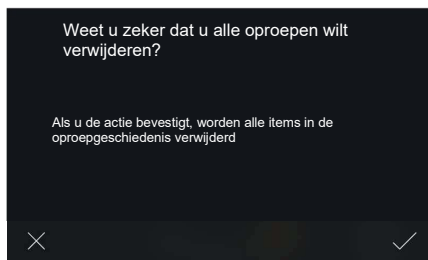 Weet u zeker dat u alle oproepen wilt
verwijderen?
Als u de actie bevestigt, worden alle items in de
oproepgeschiedenis verwijderd